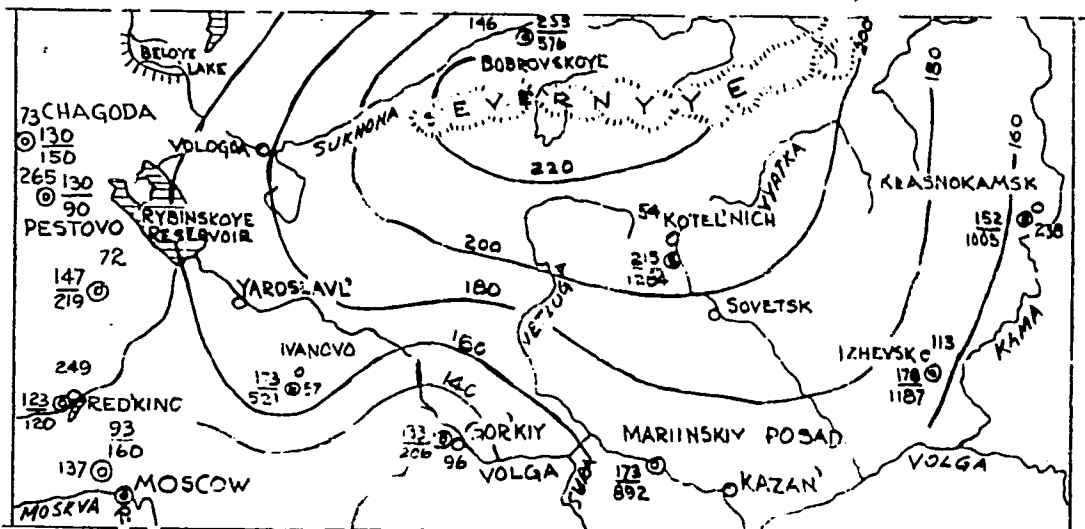 146
253
576
BELOYE
LAKE
BOBROVSKOYE
200
180
SEVERNYYE
73 CHAGODA
130
150
SUKHONA
VOLOGDA
160
220
VYATKA
265 130
90
KRASNOKAMSK
RYBINSKOYE
RESERVOIR
PESTOVO
54 KOTEL'NICH
152
1005
238
72
200
215
1284
147
219
YAROSLAVL'
180
VETLUGA
SOVETSK
KAMA
IVANOVO
160
IZHEVSK 113
249
173
521
57
140
178
1187
123
120
REDKINO
93
160
133
206
GOR'KIY
96
MARIINSKIY POSAD
137
VOLGA
SURA
173
892
VOLGA
MOSCOW
KAZAN'
MOSKVA